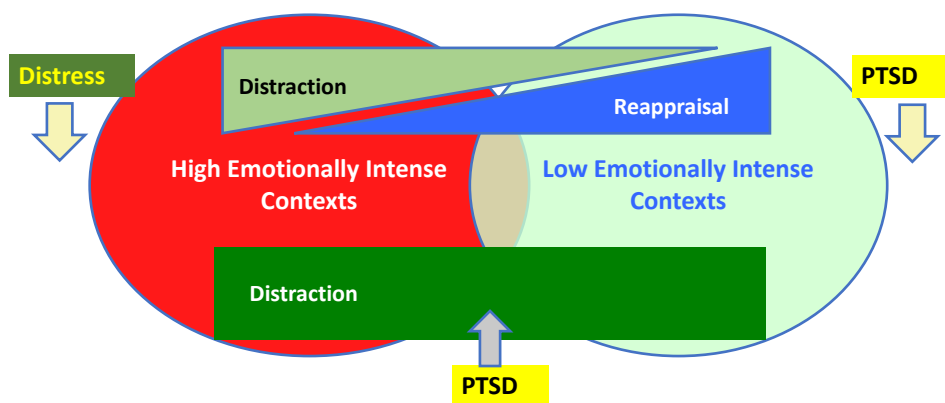 Distress
PTSD
Distraction
Reappraisal
High Emotionally Intense
Contexts
Low Emotionally Intense
Contexts
Distraction
PTSD